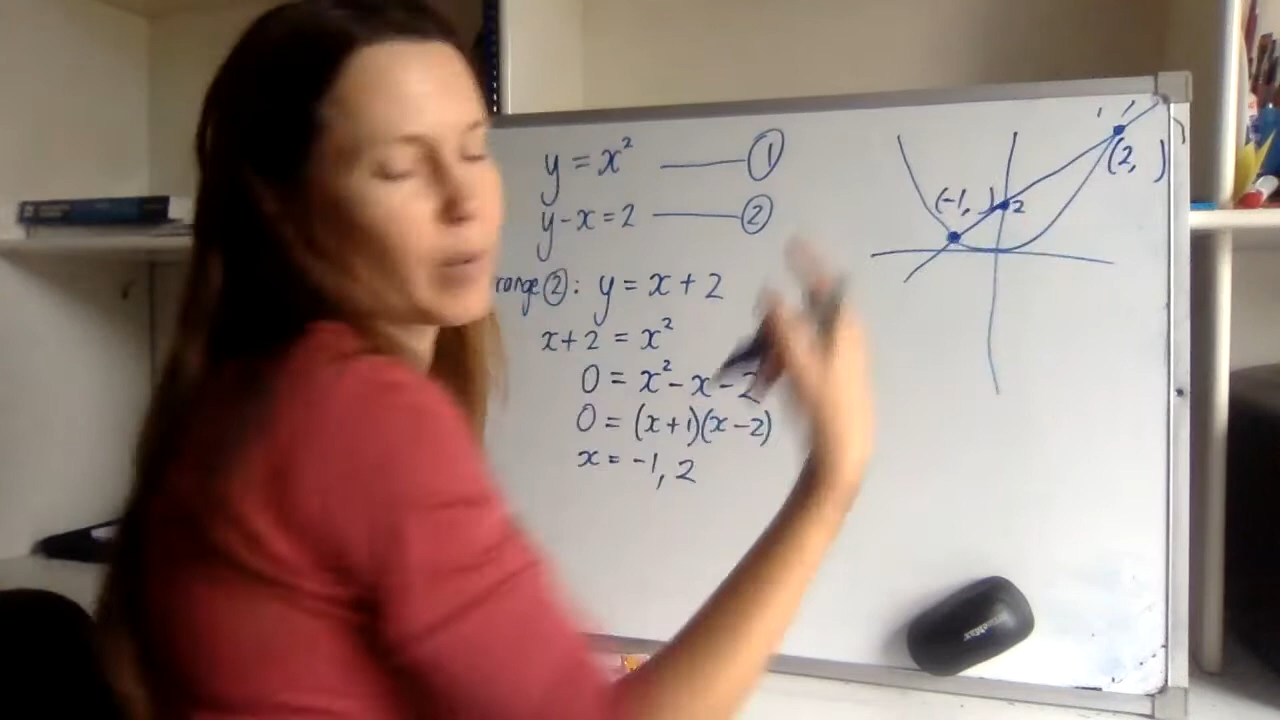 y = x² —— ①
y - x = 2 —— ②
range ②: y = x + 2
x + 2 = x²
0 = x² - x - 2
0 = (x + 1)(x - 2)
x = -1, 2
(2, )
(-1, )
2